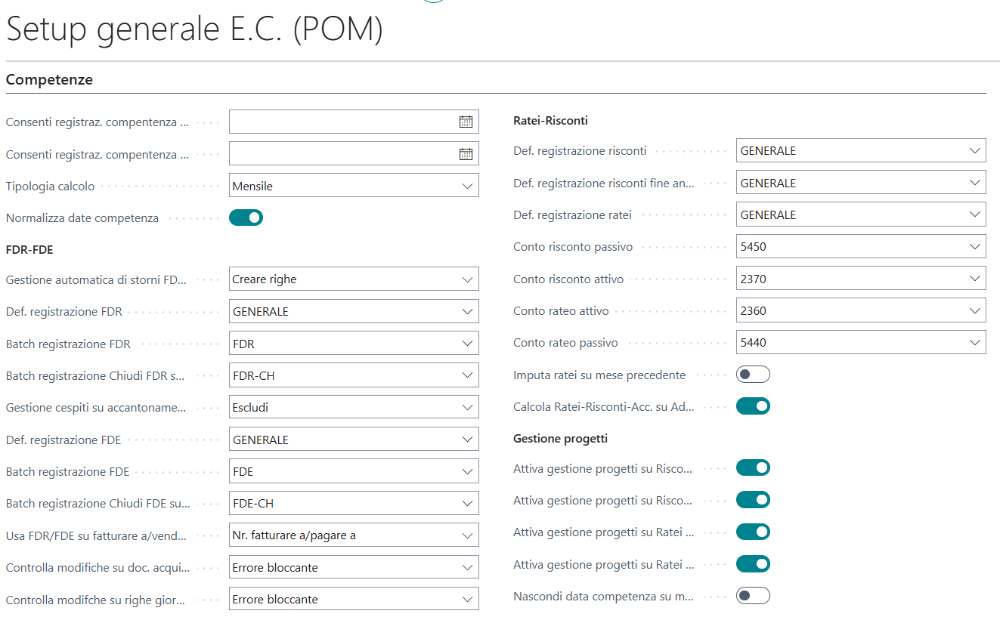 Setup generale E.C. (POM)
Competenze
Consenti registraz. compentenza ...
Consenti registraz. compentenza ...
Tipologia calcolo
Mensile
Normalizza date competenza
FDR-FDE
Gestione automatica di storni FD...
Creare righe
Def. registrazione FDR
GENERALE
Batch registrazione FDR
FDR
Batch registrazione Chiudi FDR s...
FDR-CH
Gestione cespiti su accantoname...
Escludi
Def. registrazione FDE
GENERALE
Batch registrazione FDE
FDE
Batch registrazione Chiudi FDE su...
FDE-CH
Usa FDR/FDE su fatturare a/vend...
Nr. fatturare a/pagare a
Controlla modifiche su doc. acqui...
Errore bloccante
Controlla modifche su righe gior...
Errore bloccante
Ratei-Risconti
Def. registrazione risconti
GENERALE
Def. registrazione risconti fine an...
GENERALE
Def. registrazione ratei
GENERALE
Conto risconto passivo
5450
Conto risconto attivo
2370
Conto rateo attivo
2360
Conto rateo passivo
5440
Imputa ratei su mese precedente
Calcola Ratei-Risconti-Acc. su Ad...
Gestione progetti
Attiva gestione progetti su Risco...
Attiva gestione progetti su Risco...
Attiva gestione progetti su Ratei ...
Attiva gestione progetti su Ratei ...
Nascondi data competenza su m...